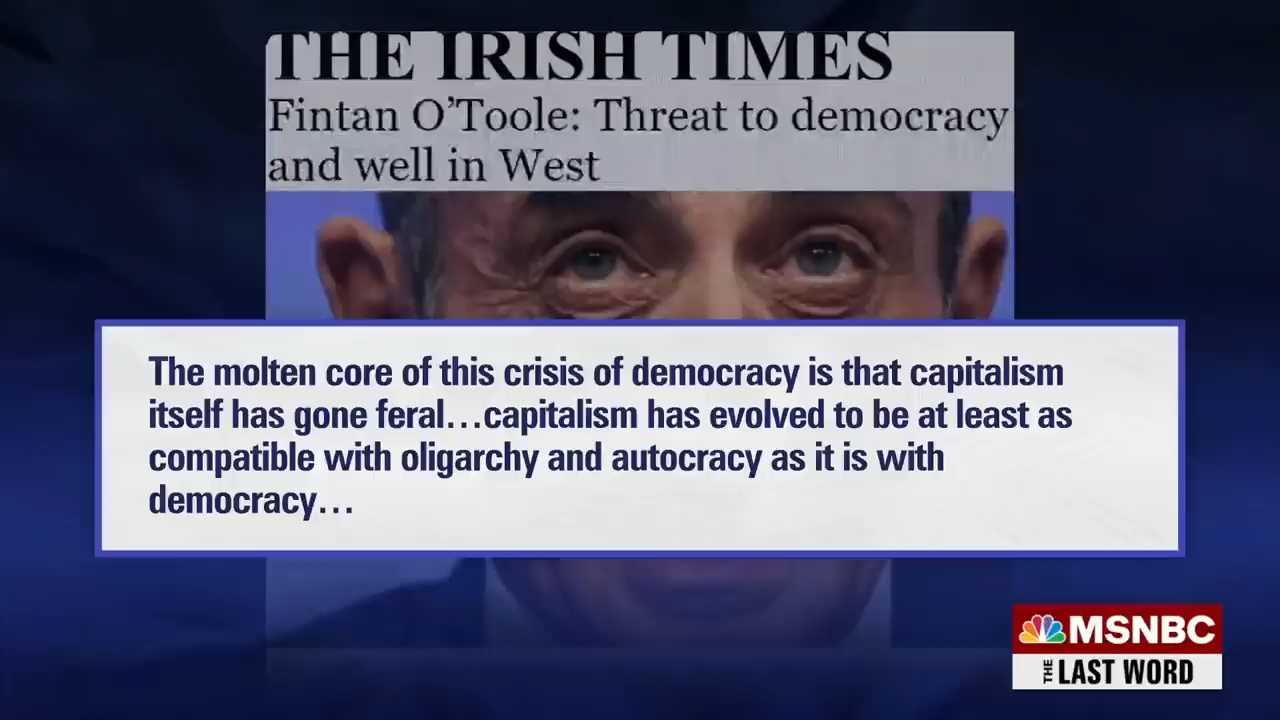 THE IRISH TIMES
Fintan O'Toole: Threat to democracy
and well in West
The molten core of this crisis of democracy is that capitalism
itself has gone feral...capitalism has evolved to be at least as
compatible with oligarchy and autocracy as it is with
democracy...
MSNBC
THE LAST WORD